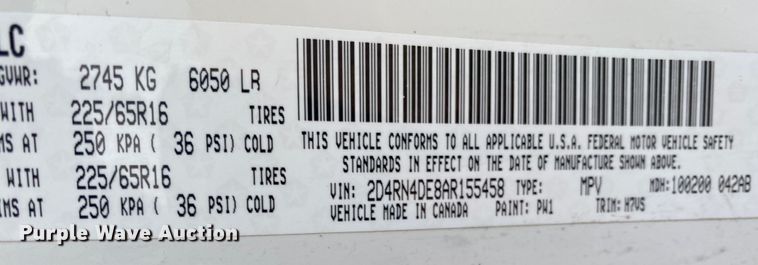 LC
GVWR: 2745 KG 6050 LB
WITH 225/65R16 TIRES
MS AT 250 KPA ( 36 PSI) COLD
WITH 225/65R16 TIRES
MS AT 250 KPA ( 36 PSI) COLD
THIS VEHICLE CONFORMS TO ALL APPLICABLE U.S.A. FEDERAL MOTOR VEHICLE SAFETY
STANDARDS IN EFFECT ON THE DATE OF MANUFACTURE SHOWN ABOVE.
VIN: 2D4RN4DE8AR155458 TYPE: MPV MDH: 100200 042AB
VEHICLE MADE IN CANADA PAINT: PW1 TRIM: H7VS
Purple Wave Auction